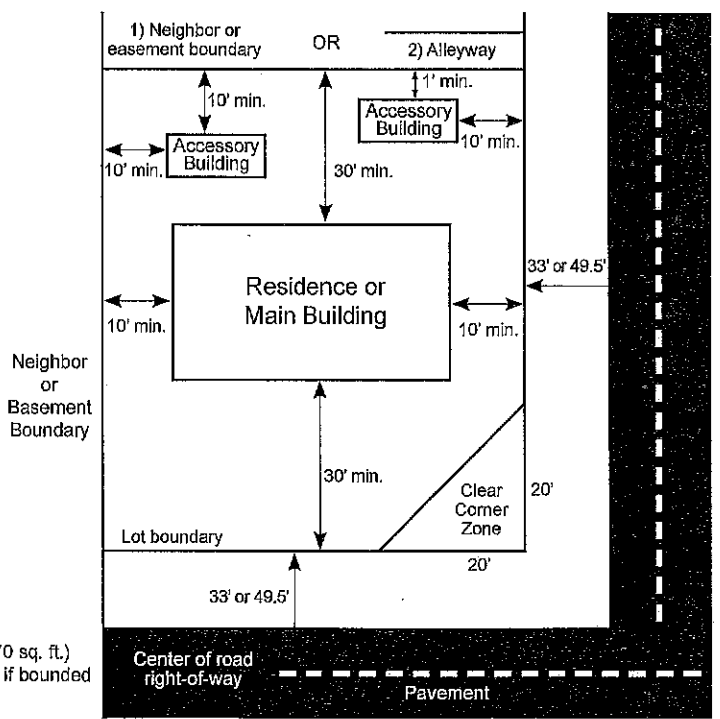 1) Neighbor or
easement boundary
OR
2) Alleyway
10' min.
1' min.
Accessory
Building
Accessory
Building
10' min.
10' min.
30' min.
33' or 49.5'
Residence or
Main Building
10' min.
10' min.
Neighbor
or
Basement
Boundary
30' min.
Clear
Corner
Zone
20'
Lot boundary
20'
33' or 49.5'
0 sq. ft.)
if bounded
Center of road
right-of-way
Pavement